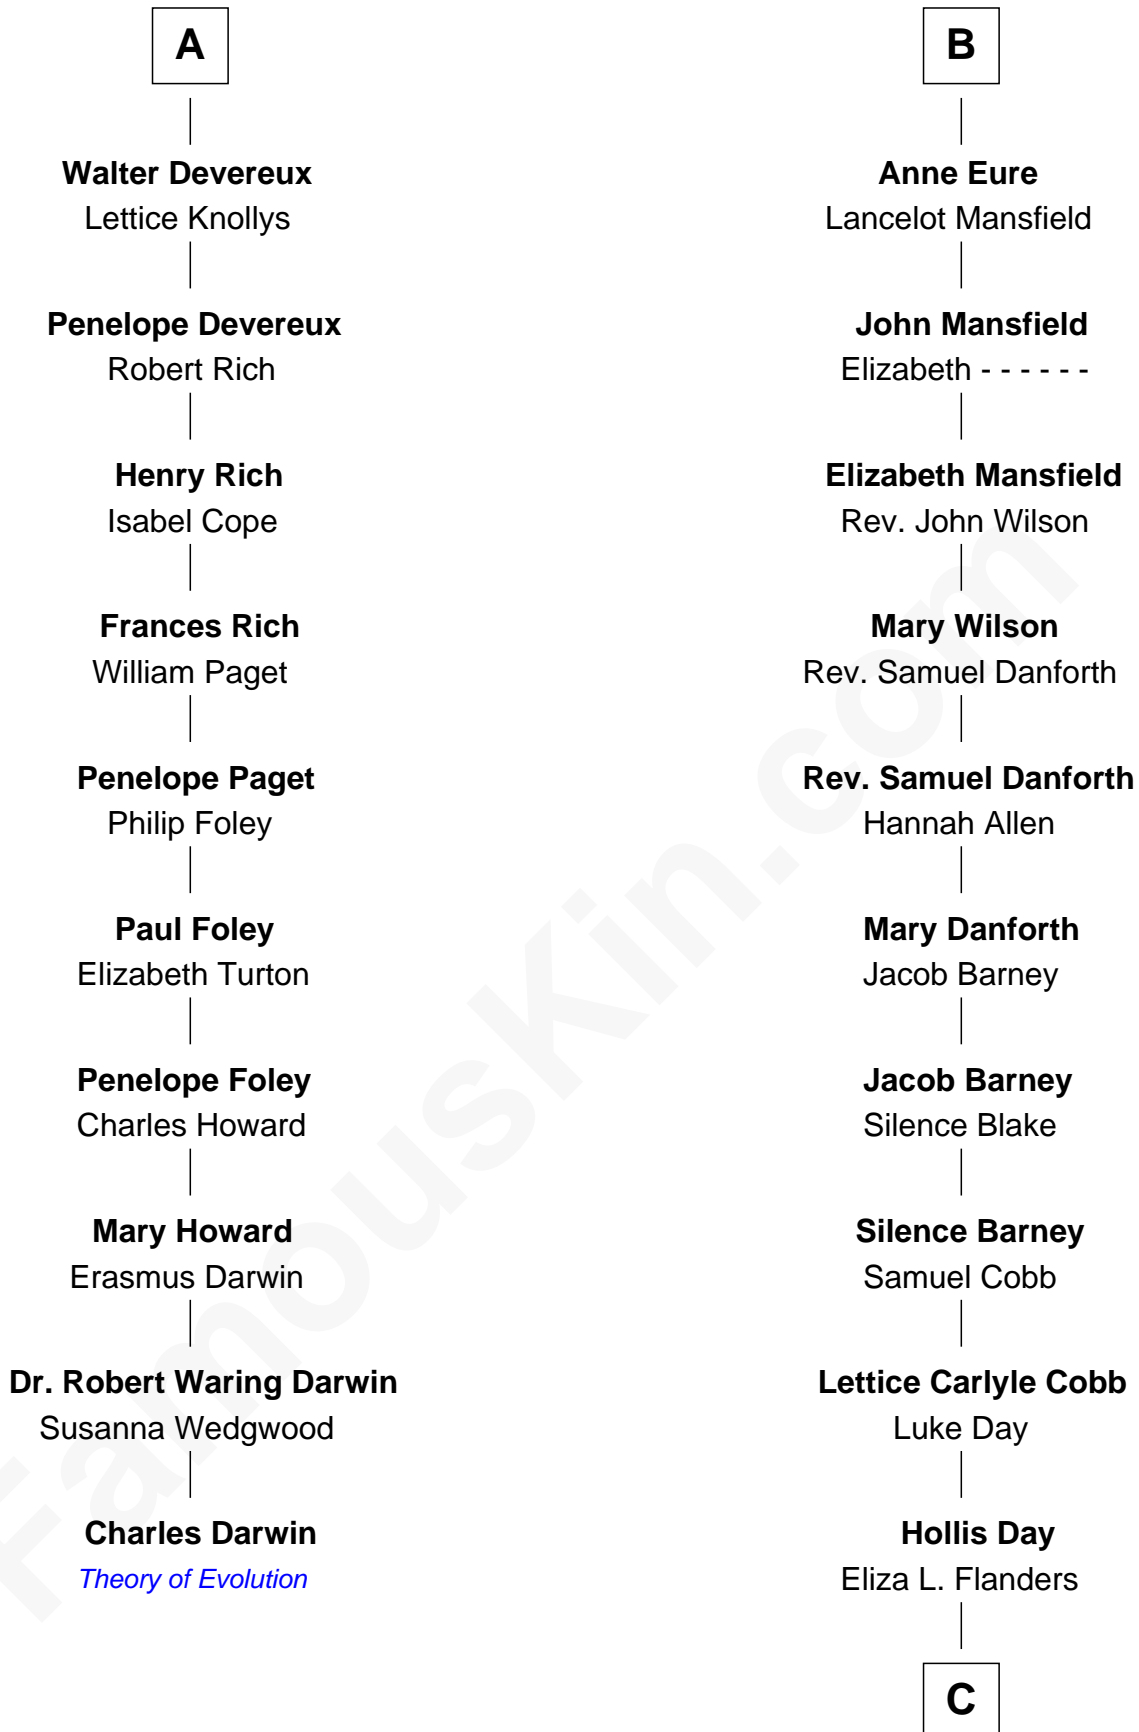 A
Walter Devereux
Lettice Knollys
Penelope Devereux
Robert Rich
Henry Rich
Isabel Cope
Frances Rich
William Paget
Penelope Paget
Philip Foley
Paul Foley
Elizabeth Turton
Penelope Foley
Charles Howard
Mary Howard
Erasmus Darwin
Dr. Robert Waring Darwin
Susanna Wedgwood
Charles Darwin
Theory of Evolution
B
Anne Eure
Lancelot Mansfield
John Mansfield
Elizabeth - - - - - -
Elizabeth Mansfield
Rev. John Wilson
Mary Wilson
Rev. Samuel Danforth
Rev. Samuel Danforth
Hannah Allen
Mary Danforth
Jacob Barney
Jacob Barney
Silence Blake
Silence Barney
Samuel Cobb
Lettice Carlyle Cobb
Luke Day
Hollis Day
Eliza L. Flanders
C
FamousKin.com